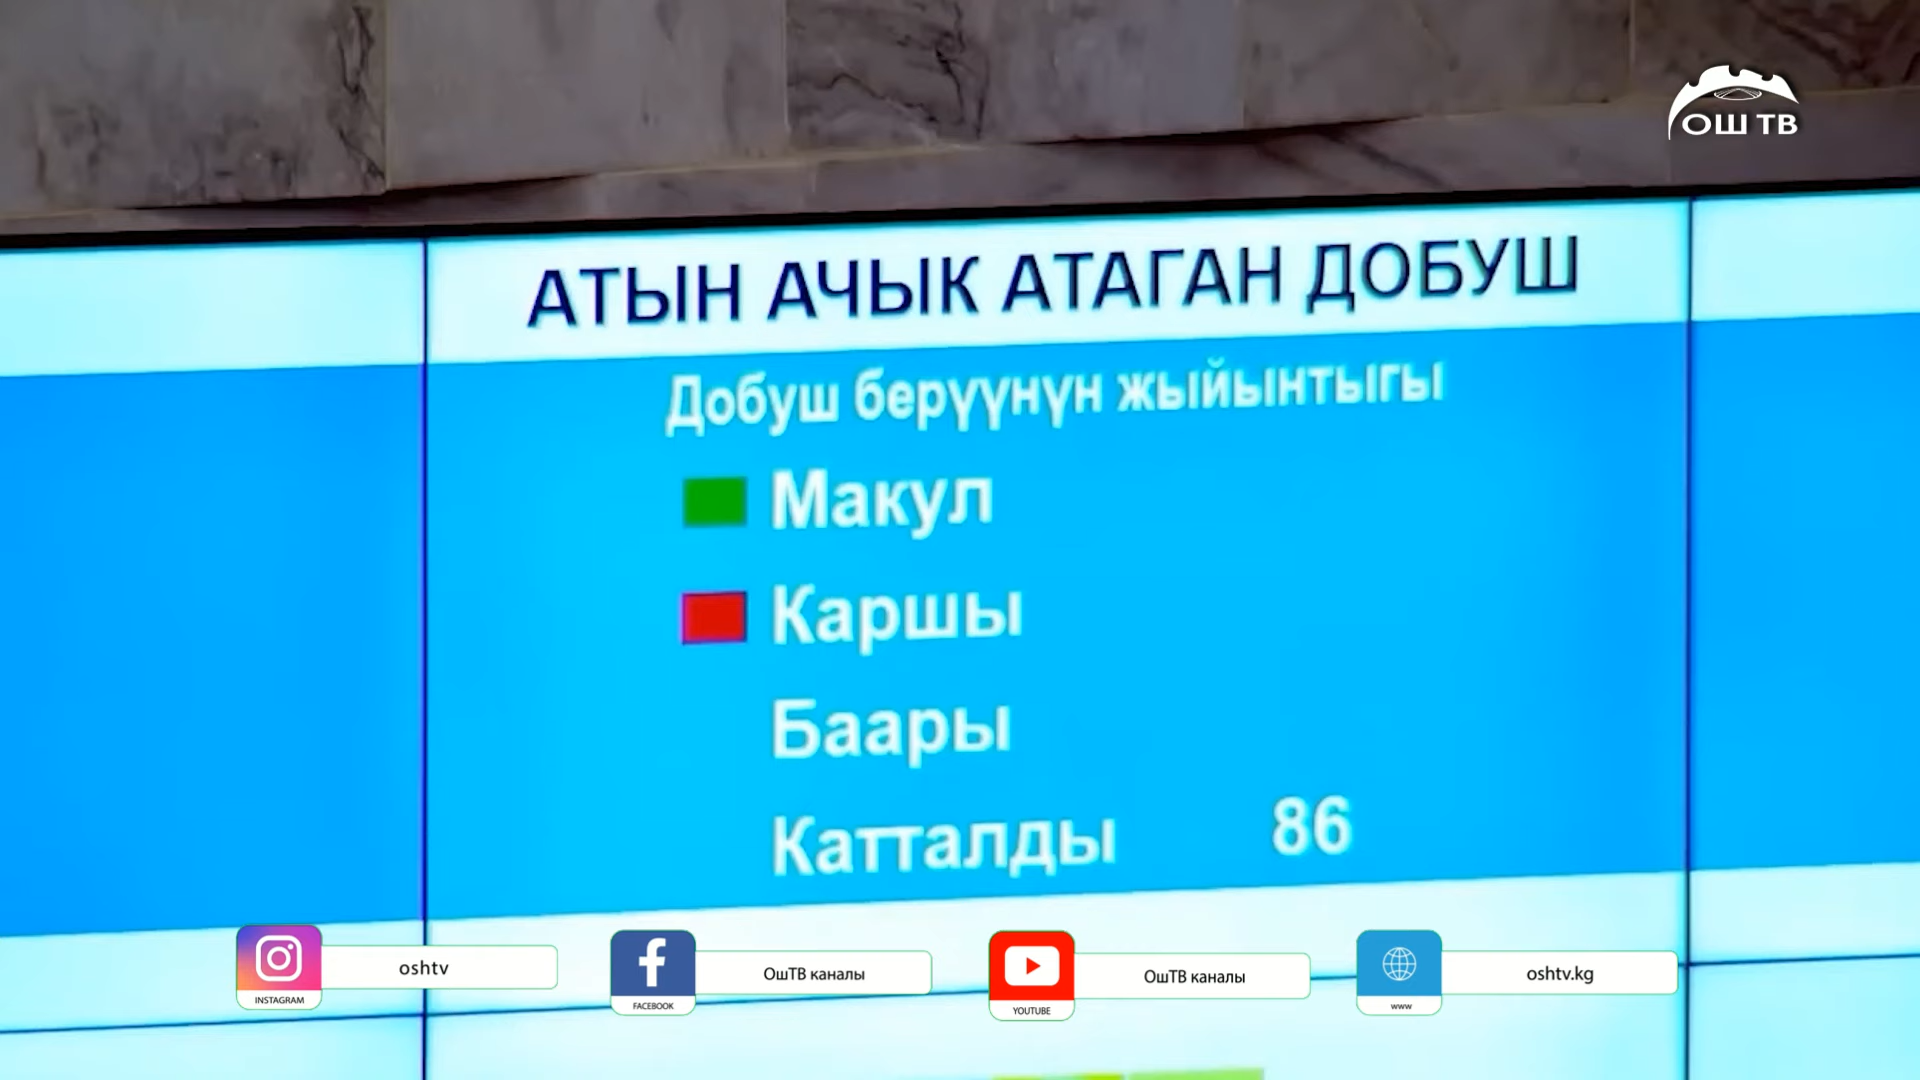 ОШ ТВ
АТЫН АЧЫК АТАГАН ДОБУШ
Добуш берүүнүн жыйынтыгы
Макул
Каршы
Баары
Катталды 86
oshtv
INSTAGRAM
ОшТВ каналы
FACEBOOK
ОшТВ каналы
YOUTUBE
oshtv.kg
www